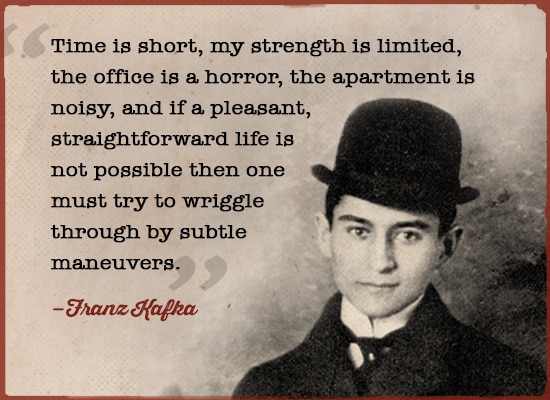 Time is short, my strength is limited,
the office is a horror, the apartment is
noisy, and if a pleasant,
straightforward life is
not possible then one
must try to wriggle
through by subtle
maneuvers.
–Franz Kafka